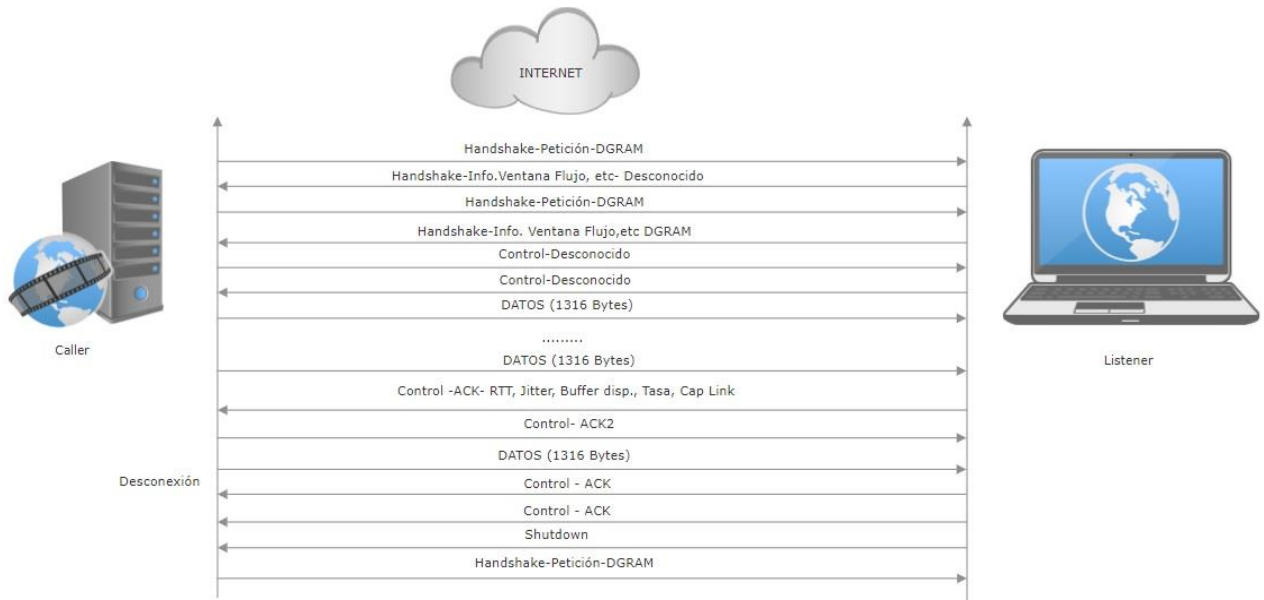 INTERNET
Handshake-Petición-DGRAM
Handshake-Info.Ventana Flujo, etc- Desconocido
Handshake-Petición-DGRAM
Handshake-Info. Ventana Flujo,etc DGRAM
Control-Desconocido
Control-Desconocido
DATOS (1316 Bytes)
.........
DATOS (1316 Bytes)
Control -ACK- RTT, Jitter, Buffer disp., Tasa, Cap Link
Control- ACK2
DATOS (1316 Bytes)
Control - ACK
Control - ACK
Shutdown
Handshake-Petición-DGRAM
Caller
Listener
Desconexión